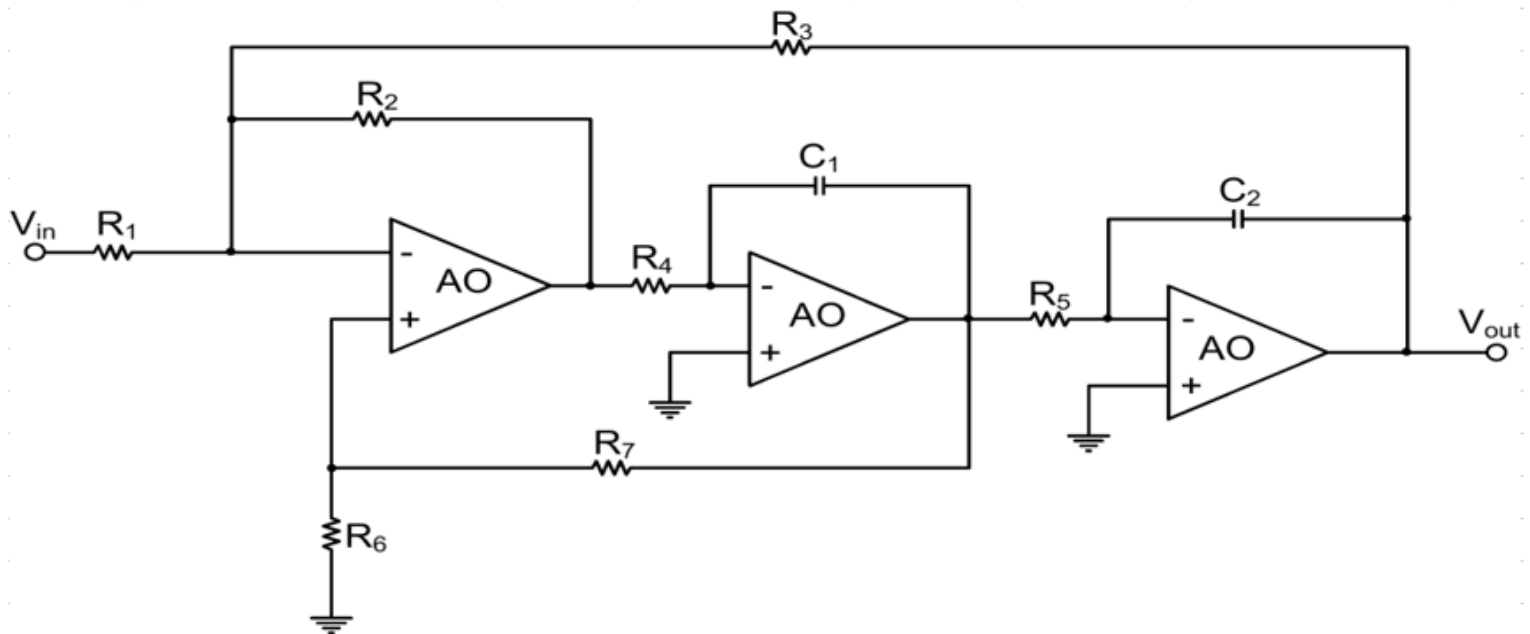 R3
R2
C1
C2
Vin
R1
-
AO
+
R4
-
AO
+
R5
-
AO
+
Vout
R7
R6